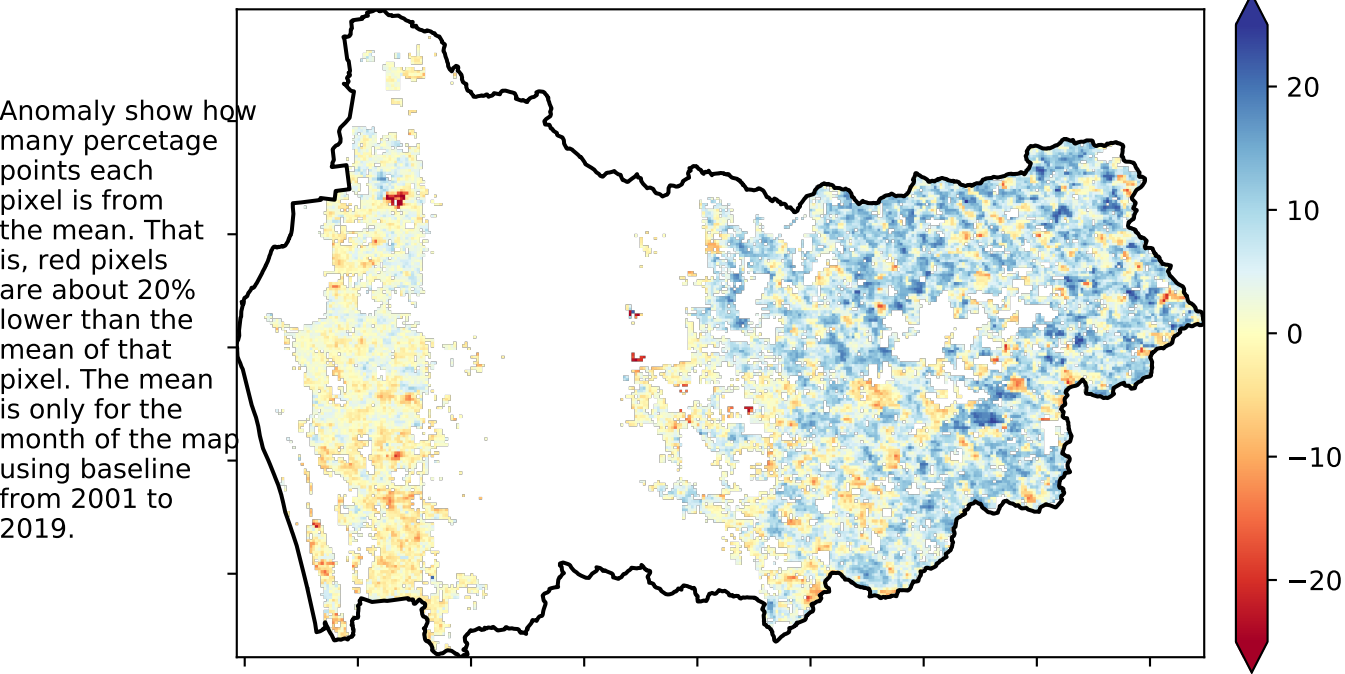 Anomaly show how
many percetage
points each
pixel is from
the mean. That
is, red pixels
are about 20%
lower than the
mean of that
pixel. The mean
is only for the
month of the map
using baseline
from 2001 to
2019.
20
10
0
−10
−20